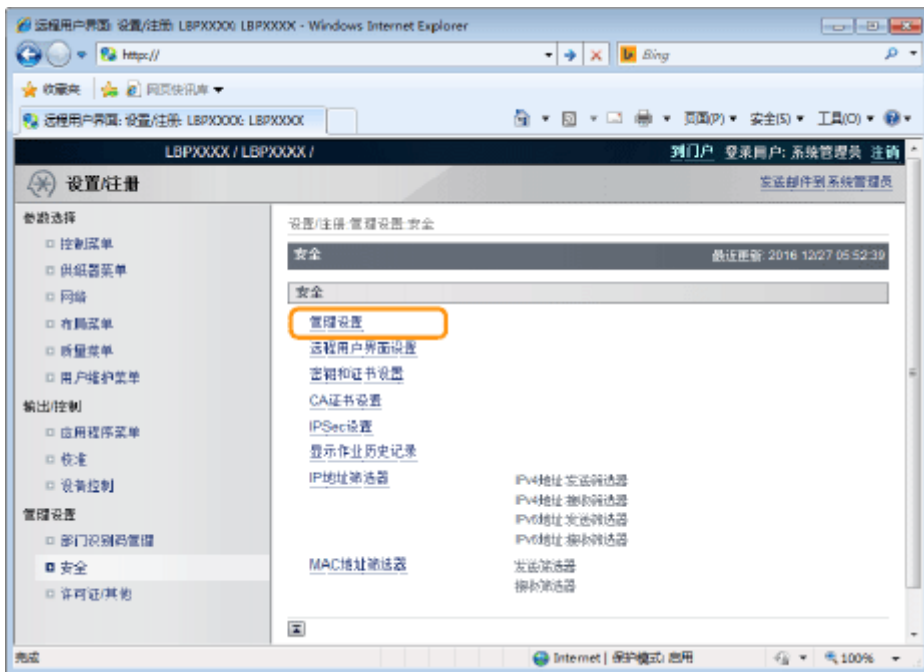 远程用户界面: 设置/注册: LBPXXXX: LBPXXXX - Windows Internet Explorer
http://
Bing
收藏夹 网页快讯库
远程用户界面: 设置/注册: LBPXXXX: LBPXXXX
页面(P) 安全(S) 工具(O)
LBPXXXX / LBPXXXX /
到门户 登录用户: 系统管理员 注销
设置/注册
发送邮件到系统管理员
参数选择
控制菜单
供纸器菜单
网络
布局菜单
质量菜单
用户维护菜单
输出/控制
应用程序菜单
校准
设备控制
管理设置
部门识别码管理
安全
许可证/其他
设置/注册:管理设置:安全
安全
最近更新: 2016 12/27 05:52:39
安全
管理设置
远程用户界面设置
密钥和证书设置
CA证书设置
IPSec设置
显示作业历史记录
IP地址筛选器
IPv4地址:发送筛选器
IPv4地址:接收筛选器
IPv6地址:发送筛选器
IPv6地址:接收筛选器
MAC地址筛选器
发送筛选器
接收筛选器
完成
Internet | 保护模式: 启用
100%